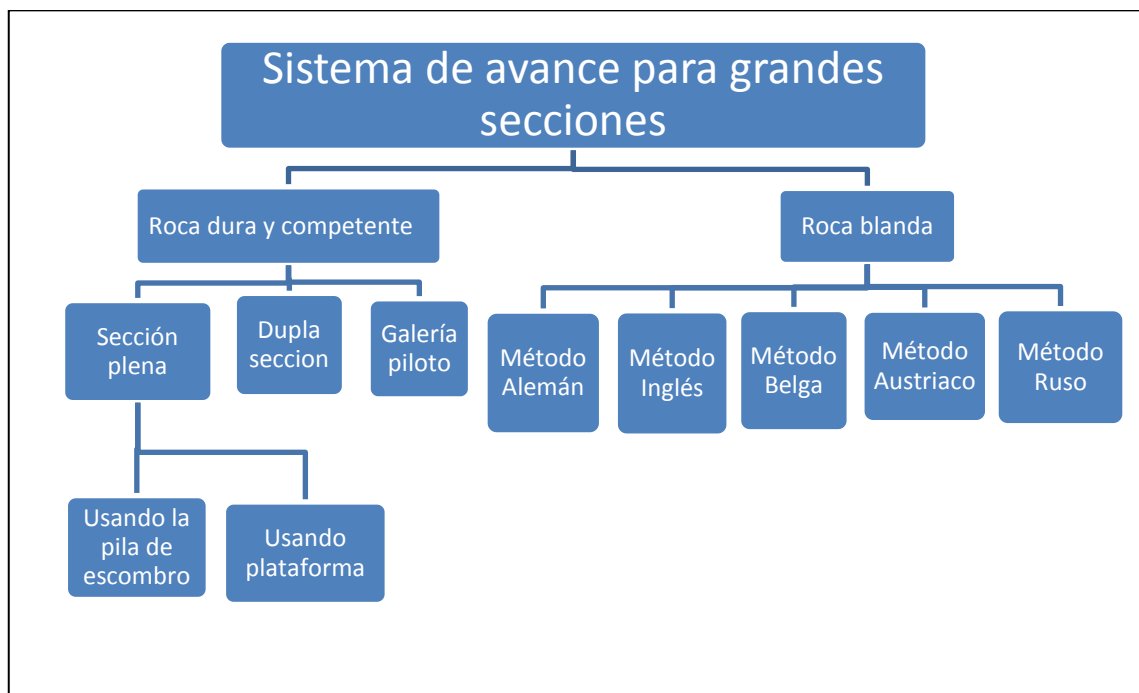 Sistema de avance para grandes
secciones
Roca dura y competente
Roca blanda
Sección
plena
Dupla
seccion
Galería
piloto
Método
Alemán
Método
Inglés
Método
Belga
Método
Austriaco
Método
Ruso
Usando la
pila de
escombro
Usando
plataforma